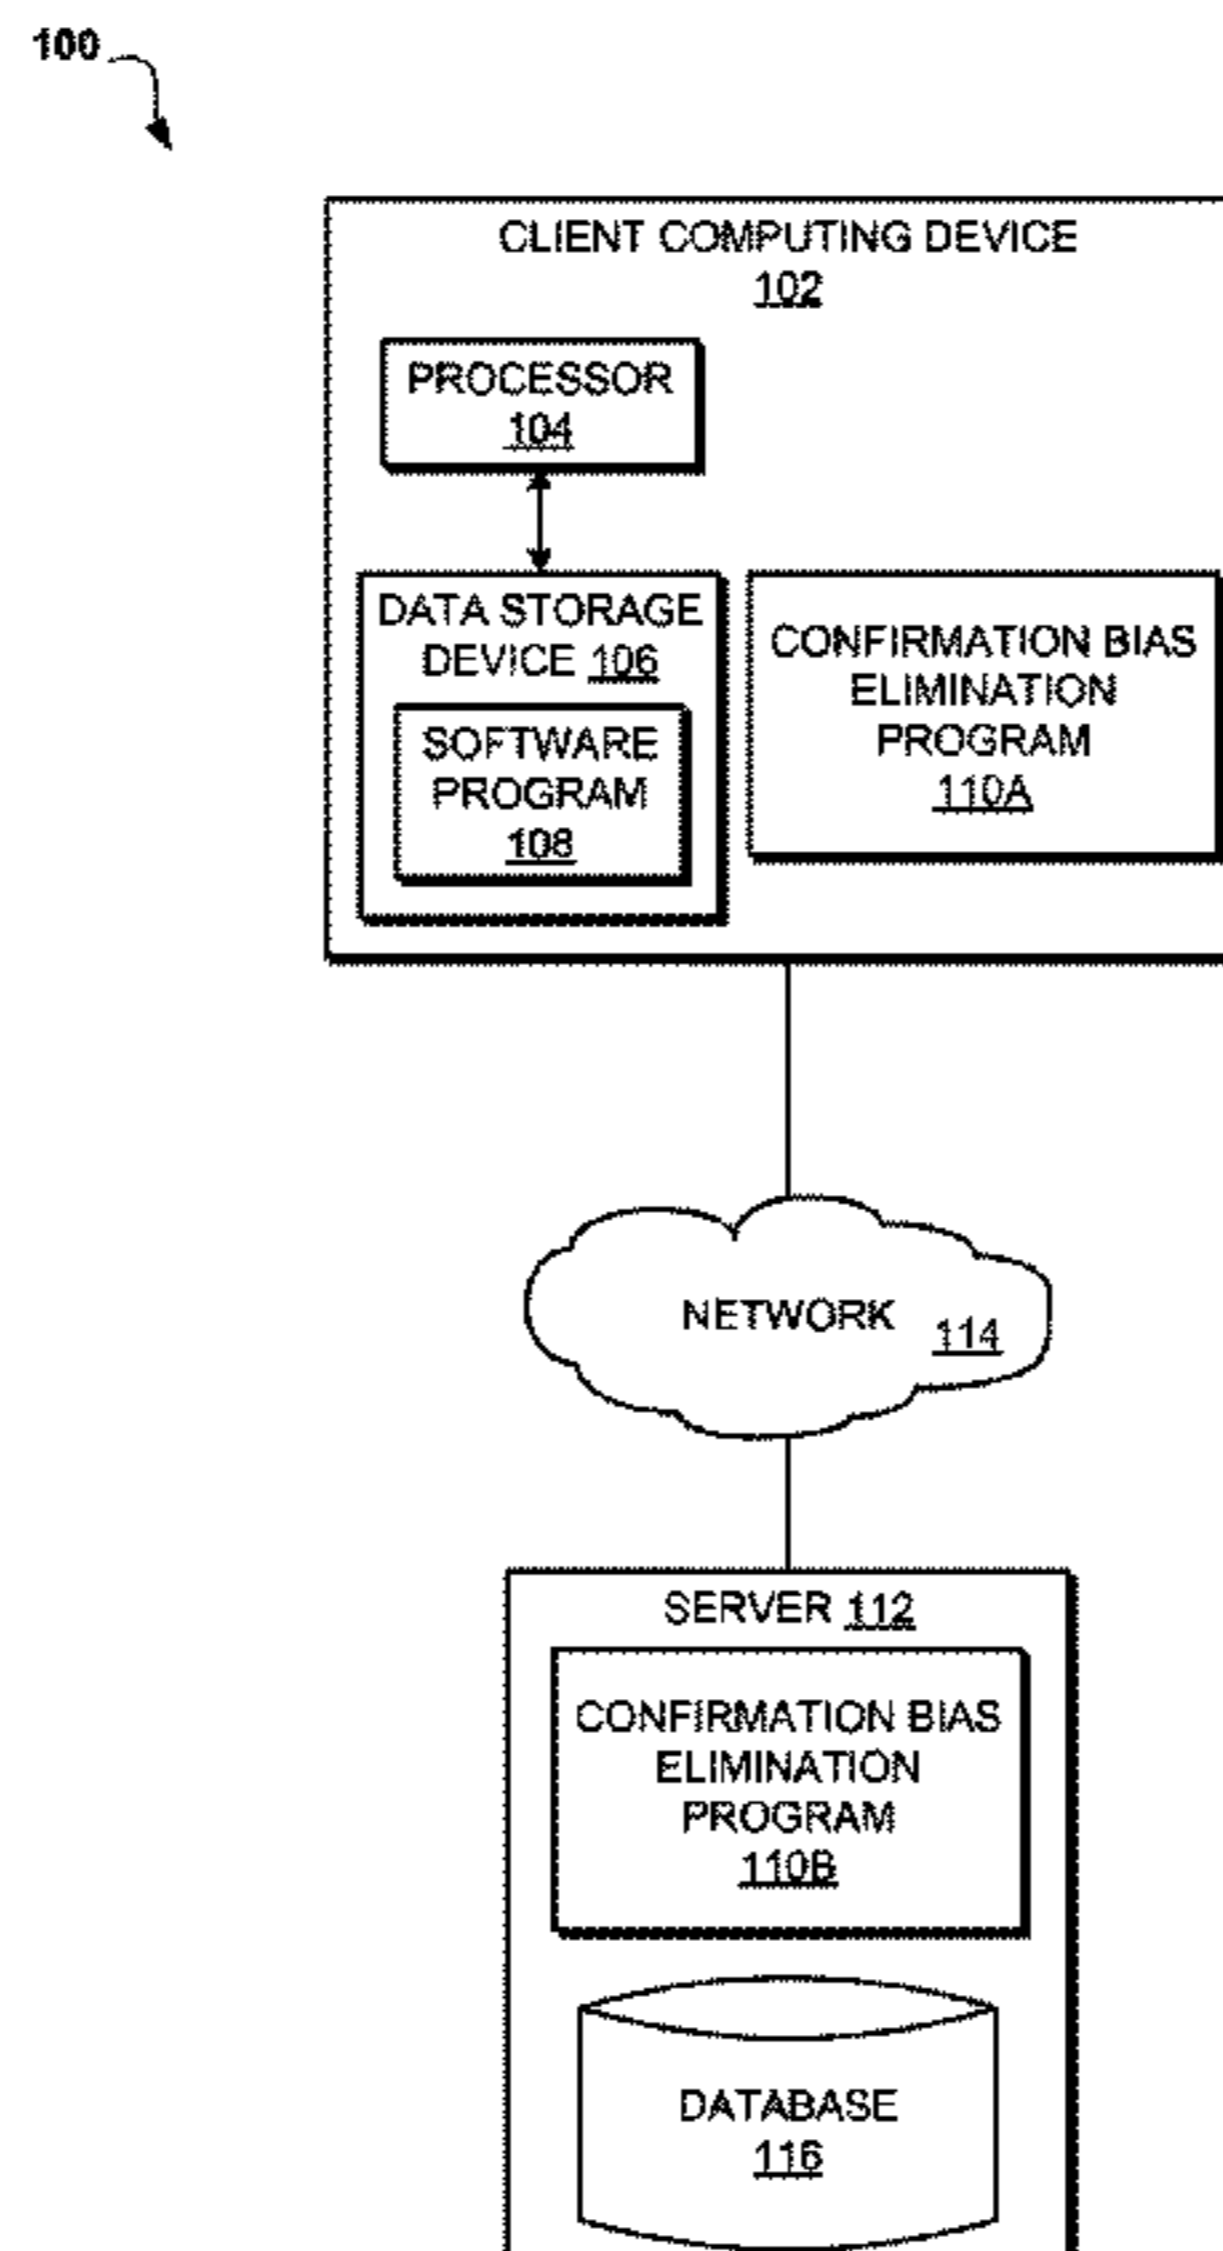 100
CLIENT COMPUTING DEVICE
102
PROCESSOR
104
DATA STORAGE
DEVICE 106
SOFTWARE
PROGRAM
108
CONFIRMATION BIAS
ELIMINATION
PROGRAM
110A
NETWORK 114
SERVER 112
CONFIRMATION BIAS
ELIMINATION
PROGRAM
110B
DATABASE
116